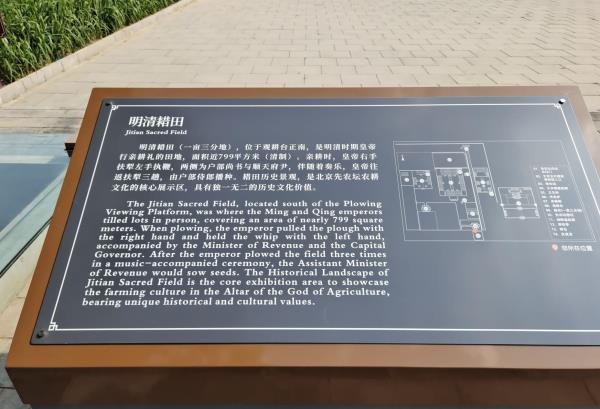 明清耤田
Jitian Sacred Field
明清耤田（一亩三分地），位于观耕台正南，是明清时期皇帝
行亲耕礼的田地，面积近799平方米（清制）。亲耕时，皇帝右手
扶犁左手执鞭，两侧为户部尚书与顺天府尹，伴随着奏乐，皇帝往
返扶犁三趟，由户部侍郎播种。耤田历史景观，是北京先农坛农耕
文化的核心展示区，具有独一无二的历史文化价值。
The Jitian Sacred Field, located south of the Plowing
Viewing Platform, was where the Ming and Qing emperors
tilled lots in person, covering an area of nearly 799 square
meters. When plowing, the emperor pulled the plough with
the right hand and held the whip with the left hand,
accompanied by the Minister of Revenue and the Capital
Governor. After the emperor plowed the field three times
in a music-accompanied ceremony, the Assistant Minister
of Revenue would sow seeds. The Historical Landscape of
Jitian Sacred Field is the core exhibition area to showcase
the farming culture in the Altar of the God of Agriculture,
bearing unique historical and cultural values.
您所在位置